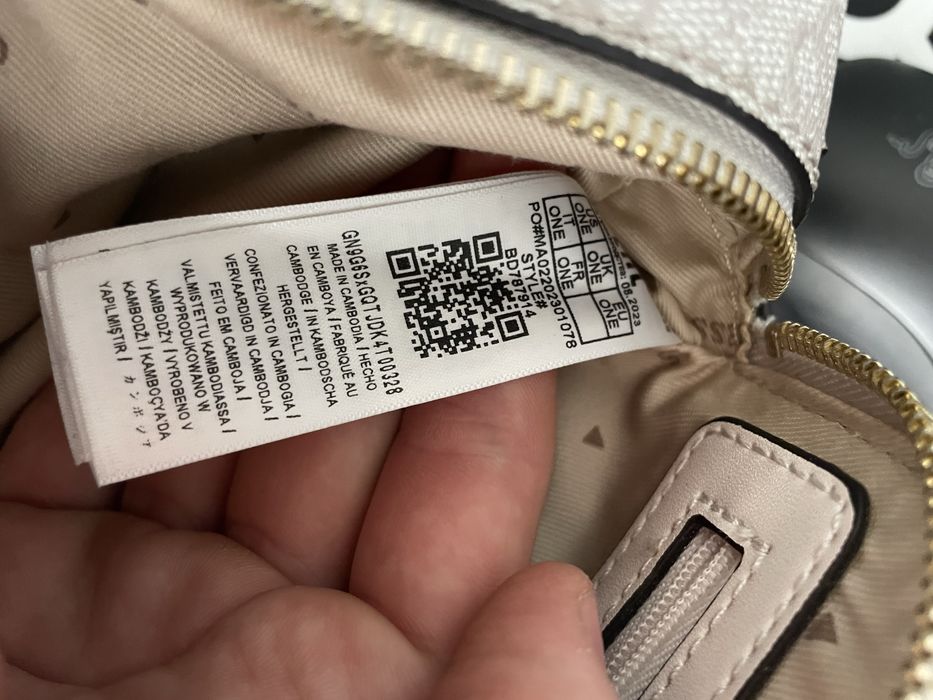 08 2023
US UK EU
ONE ONE ONE
IT FR
ONE ONE
PO#MA0220292901078
STYLE#
BD787914
GN9G6SxGQTJDK4T00328
MADE IN CAMBODIA / HECHO
EN CAMBOYA / FABRIQUÉ AU
CAMBODGE / IN KAMBODSCHA
HERGESTELLT /
CONFEZIONATO IN CAMBOGIA /
VERVAARDIGD IN CAMBODJA /
FEITO EM CAMBOJA /
VALMISTETTU KAMBODIASSA /
WYPRODUKOWANO W
KAMBODŻY / VYROBENO V
KAMBODŽI / KAMBOÇYA'DA
YAPILMIŞTIR / カンボジア